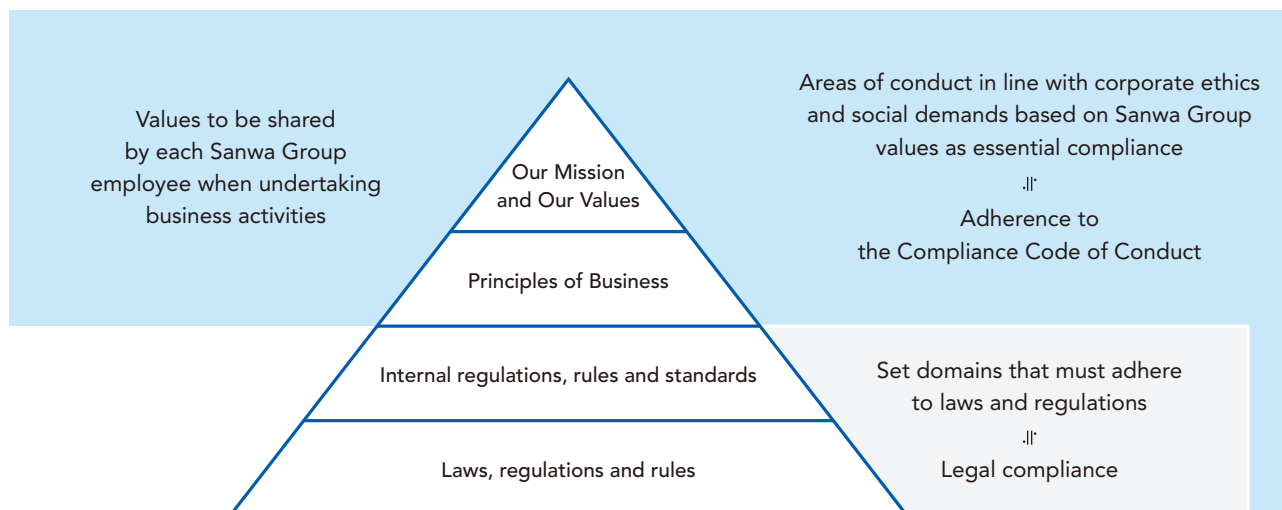 Values to be shared
by each Sanwa Group
employee when undertaking
business activities
Our Mission
and Our Values
Principles of Business
Internal regulations, rules and standards
Laws, regulations and rules
Areas of conduct in line with corporate ethics
and social demands based on Sanwa Group
values as essential compliance
≒
Adherence to
the Compliance Code of Conduct
Set domains that must adhere
to laws and regulations
≒
Legal compliance